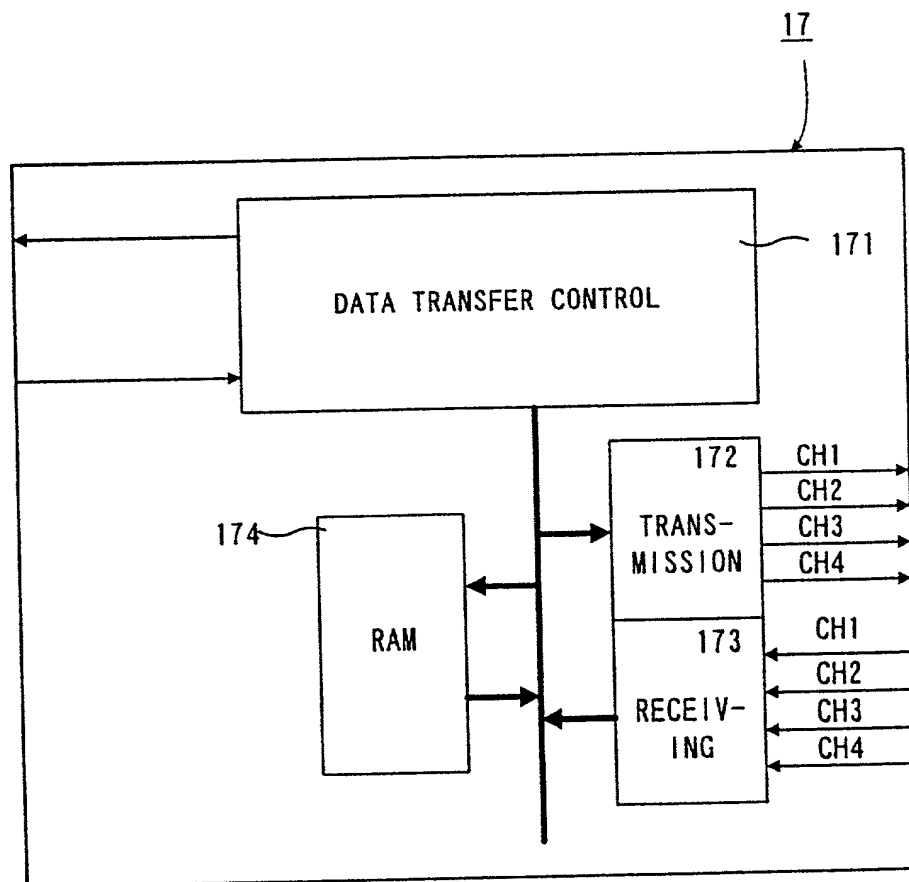 17
171
DATA TRANSFER CONTROL
172
CH1
CH2
CH3
CH4
TRANS-
MISSION
174
RAM
173
CH1
CH2
CH3
CH4
RECEIV-
ING